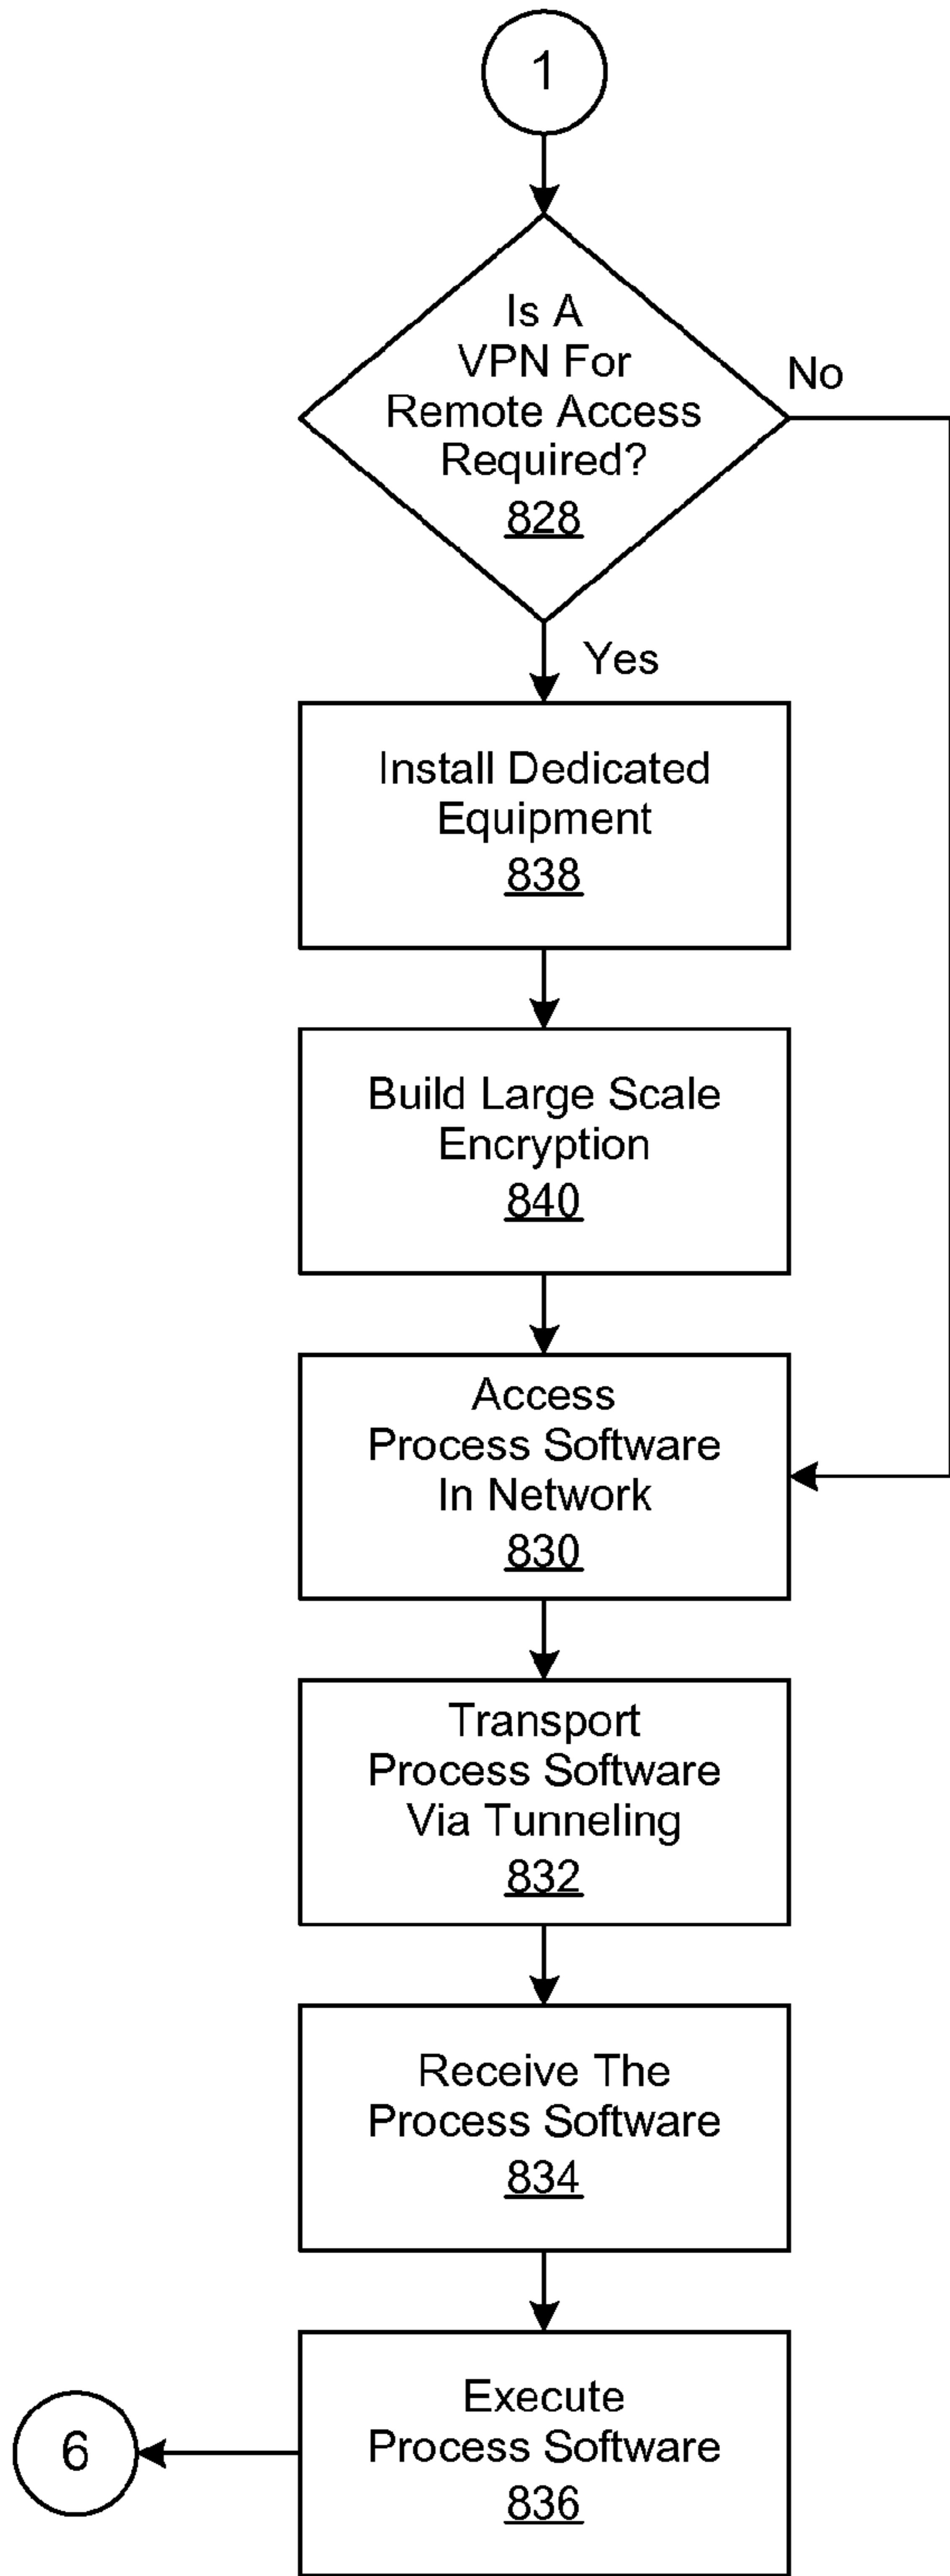 1
Is A
VPN For
Remote Access
Required?
828
No
Yes
Install Dedicated
Equipment
838
Build Large Scale
Encryption
840
Access
Process Software
In Network
830
Transport
Process Software
Via Tunneling
832
Receive The
Process Software
834
Execute
Process Software
836
6